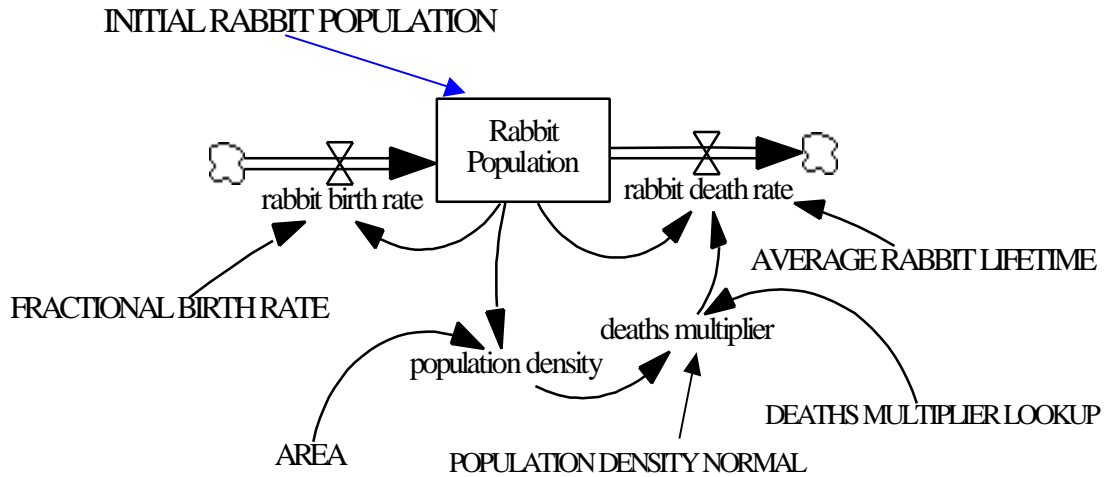 INITIAL RABBIT POPULATION
Rabbit
Population
rabbit birth rate
rabbit death rate
AVERAGE RABBIT LIFETIME
FRACTIONAL BIRTH RATE
deaths multiplier
population density
DEATHS MULTIPLIER LOOKUP
AREA
POPULATION DENSITY NORMAL